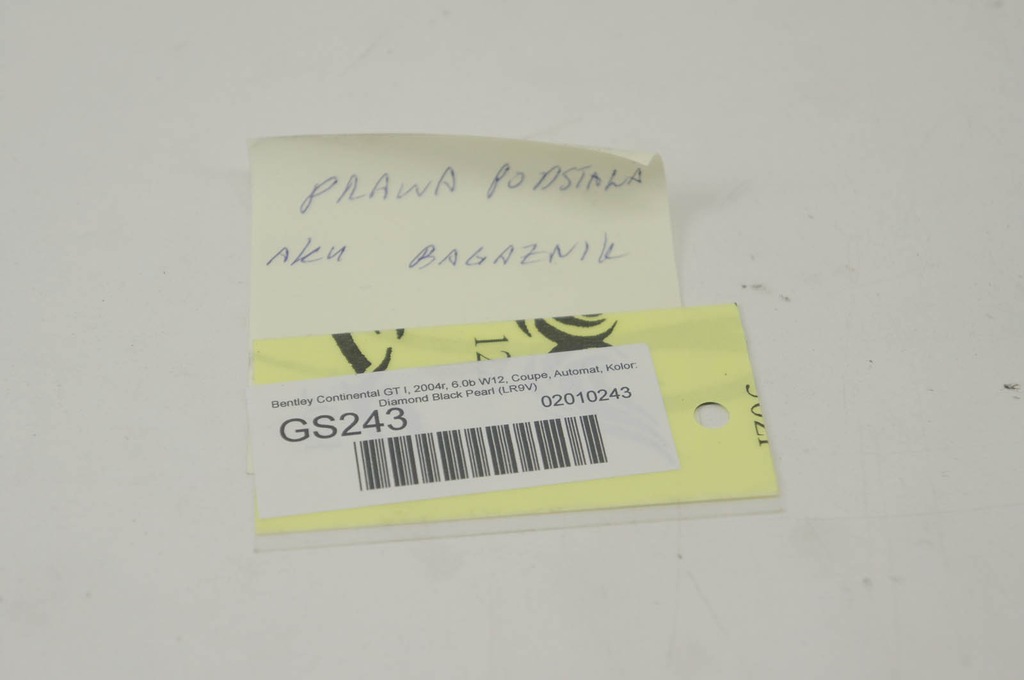 PRAWA PODSTAWA
AKU BAGAZNIK
12
Bentley Continental GT I, 2004r, 6.0b W12, Coupe, Automat, Kolor:
Diamond Black Pearl (LR9V)
GS243 02010243